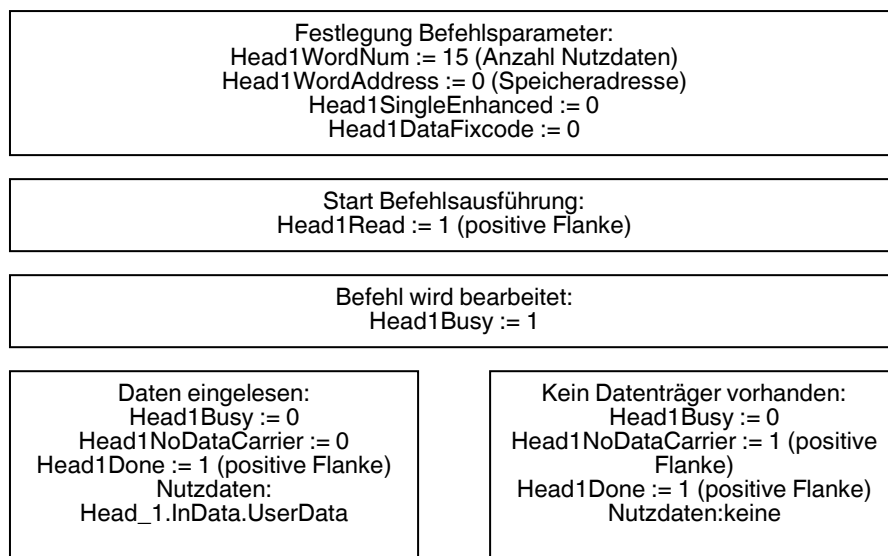 Festlegung Befehlsparameter:
Head1WordNum := 15 (Anzahl Nutzdaten)
Head1WordAddress := 0 (Speicheradresse)
Head1SingleEnhanced := 0
Head1DataFixcode := 0
Start Befehlsausführung:
Head1Read := 1 (positive Flanke)
Befehl wird bearbeitet:
Head1Busy := 1
Daten eingelesen:
Head1Busy := 0
Head1NoDataCarrier := 0
Head1Done := 1 (positive Flanke)
Nutzdaten:
Head_1.InData.UserData
Kein Datenträger vorhanden:
Head1Busy := 0
Head1NoDataCarrier := 1 (positive
Flanke)
Head1Done := 1 (positive Flanke)
Nutzdaten:keine